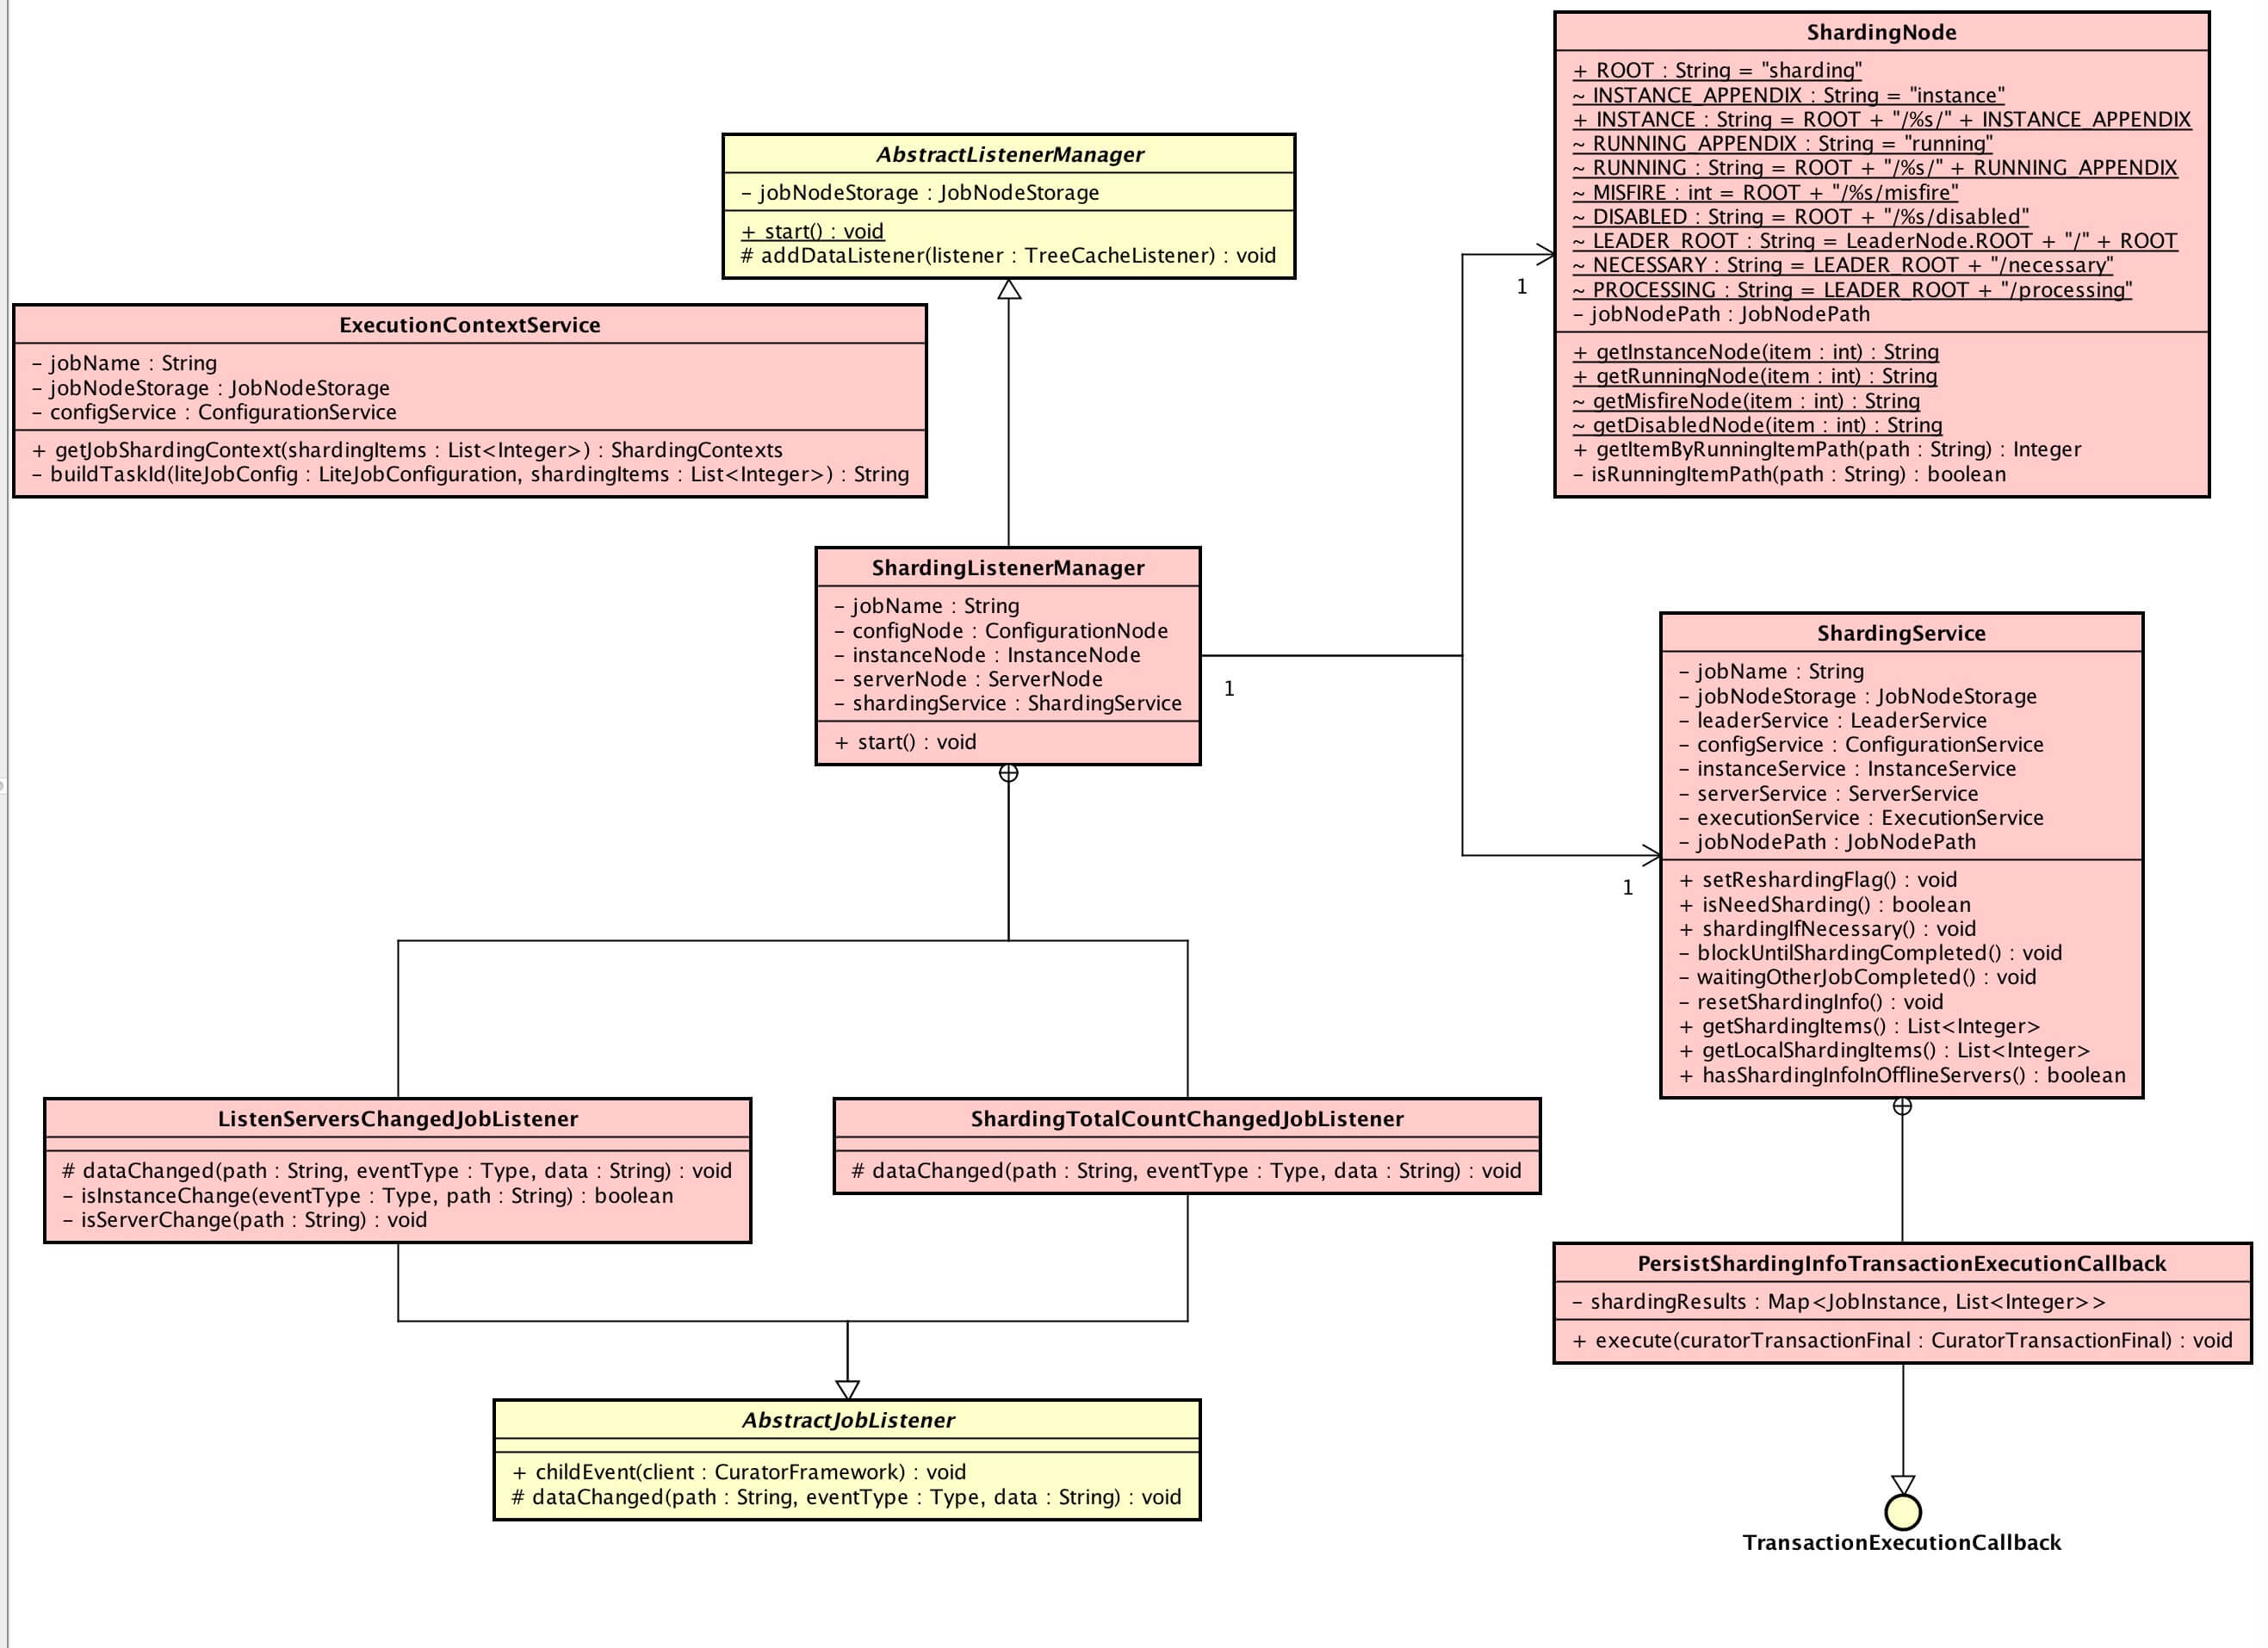 ShardingNode
+ ROOT : String = "sharding"
~ INSTANCE_APPENDIX : String = "instance"
+ INSTANCE : String = ROOT + "/%s/" + INSTANCE_APPENDIX
~ RUNNING_APPENDIX : String = "running"
~ RUNNING : String = ROOT + "/%s/" + RUNNING_APPENDIX
~ MISFIRE : int = ROOT + "/%s/misfire"
~ DISABLED : String = ROOT + "/%s/disabled"
~ LEADER_ROOT : String = LeaderNode.ROOT + "/" + ROOT
~ NECESSARY : String = LEADER_ROOT + "/necessary"
~ PROCESSING : String = LEADER_ROOT + "/processing"
- jobNodePath : JobNodePath
+ getInstanceNode(item : int) : String
+ getRunningNode(item : int) : String
~ getMisfireNode(item : int) : String
~ getDisabledNode(item : int) : String
+ getItemByRunningItemPath(path : String) : Integer
- isRunningItemPath(path : String) : boolean
AbstractListenerManager
- jobNodeStorage : JobNodeStorage
+ start() : void
# addDataListener(listener : TreeCacheListener) : void
1
ExecutionContextService
- jobName : String
- jobNodeStorage : JobNodeStorage
- configService : ConfigurationService
+ getJobShardingContext(shardingItems : List<Integer>) : ShardingContexts
- buildTaskId(liteJobConfig : LiteJobConfiguration, shardingItems : List<Integer>) : String
ShardingListenerManager
- jobName : String
- configNode : ConfigurationNode
- instanceNode : InstanceNode
- serverNode : ServerNode
- shardingService : ShardingService
+ start() : void
1
ShardingService
- jobName : String
- jobNodeStorage : JobNodeStorage
- leaderService : LeaderService
- configService : ConfigurationService
- instanceService : InstanceService
- serverService : ServerService
- executionService : ExecutionService
- jobNodePath : JobNodePath
+ setReshardingFlag() : void
+ isNeedSharding() : boolean
+ shardingIfNecessary() : void
- blockUntilShardingCompleted() : void
- waitingOtherJobCompleted() : void
- resetShardingInfo() : void
+ getShardingItems() : List<Integer>
+ getLocalShardingItems() : List<Integer>
+ hasShardingInfoInOfflineServers() : boolean
1
ListenServersChangedJobListener
# dataChanged(path : String, eventType : Type, data : String) : void
- isInstanceChange(eventType : Type, path : String) : boolean
- isServerChange(path : String) : void
ShardingTotalCountChangedJobListener
# dataChanged(path : String, eventType : Type, data : String) : void
PersistShardingInfoTransactionExecutionCallback
- shardingResults : Map<JobInstance, List<Integer>>
+ execute(curatorTransactionFinal : CuratorTransactionFinal) : void
AbstractJobListener
+ childEvent(client : CuratorFramework) : void
# dataChanged(path : String, eventType : Type, data : String) : void
TransactionExecutionCallback